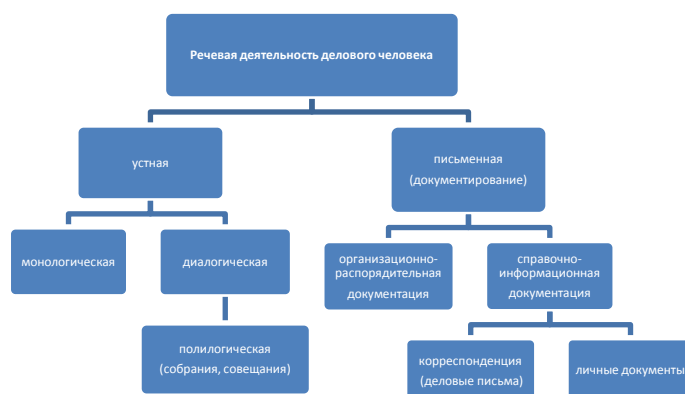 Речевая деятельность делового человека
устная
письменная
(документирование)
монологическая
диалогическая
организационно-
распорядительная
документация
справочно-
информационная
документация
полилогическая
(собрания, совещания)
корреспонденция
(деловые письма)
личные документы